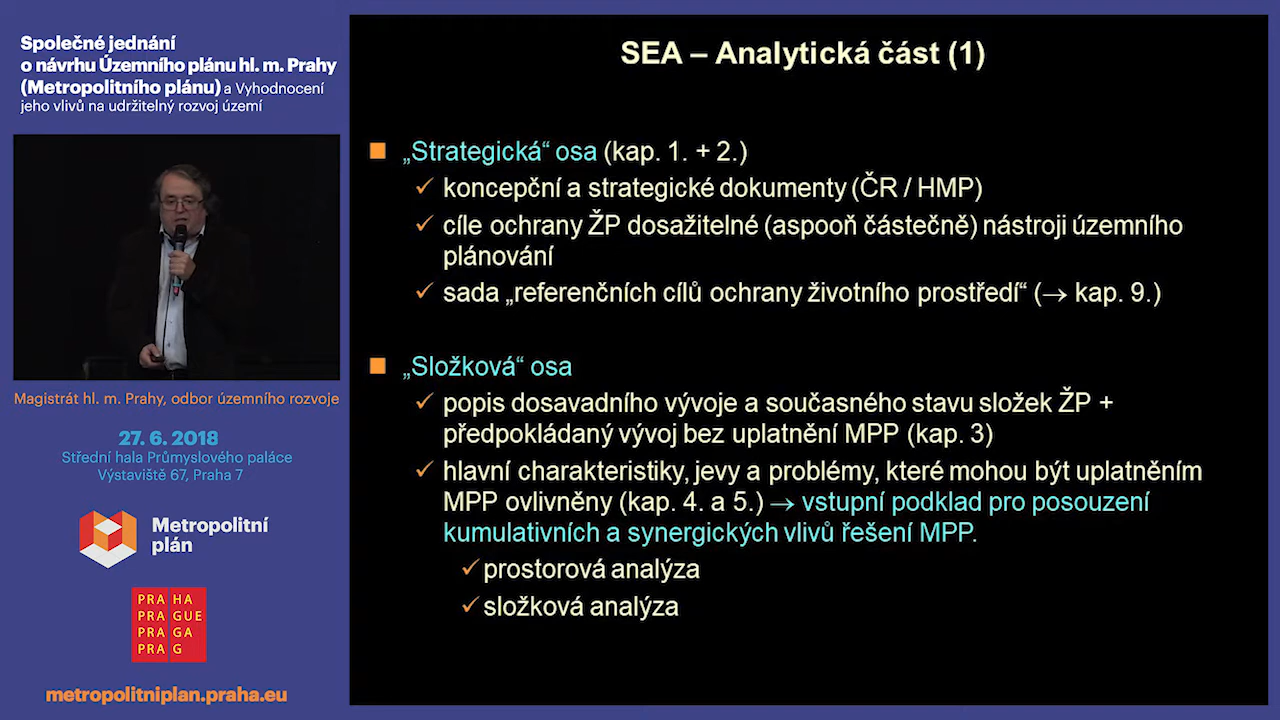 Společné jednání
o návrhu Územního plánu hl. m. Prahy
(Metropolitního plánu) a Vyhodnocení
jeho vlivů na udržitelný rozvoj území
Magistrát hl. m. Prahy, odbor územního rozvoje
27. 6. 2018
Střední hala Průmyslového paláce
Výstaviště 67, Praha 7
Metropolitní
plán
PRA HA
PRA GUE
PRA GA
PRA G
metropolitniplan.praha.eu
SEA – Analytická část (1)
„Strategická“ osa (kap. 1. + 2.)
koncepční a strategické dokumenty (ČR / HMP)
cíle ochrany ŽP dosažitelné (aspooň částečně) nástroji územního
plánování
sada „referenčních cílů ochrany životního prostředí“ (→ kap. 9.)
„Složková“ osa
popis dosavadního vývoje a současného stavu složek ŽP +
předpokládaný vývoj bez uplatnění MPP (kap. 3)
hlavní charakteristiky, jevy a problémy, které mohou být uplatněním
MPP ovlivněny (kap. 4. a 5.) → vstupní podklad pro posouzení
kumulativních a synergických vlivů řešení MPP.
prostorová analýza
složková analýza